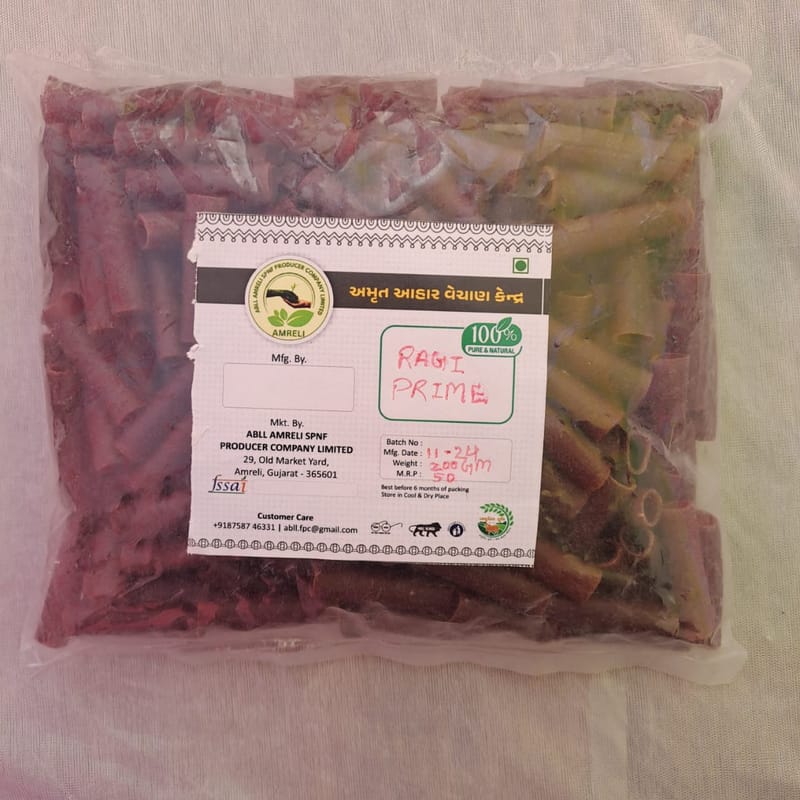 ABLL AMRELI SPNF PRODUCER COMPANY LIMITED
AMRELI
અમૃત આહાર વેચાણ કેન્દ્ર
100%
PURE & NATURAL
RAGI
PRIME
Mfg. By.
Mkt. By.
ABLL AMRELI SPNF
PRODUCER COMPANY LIMITED
29, Old Market Yard,
Amreli, Gujarat - 365601
fssai
Batch No :
Mfg. Date : 11-24
Weight : 200 GM
M.R.P : 50
Best before 6 months of packing
Store in Cool & Dry Place
Customer Care
+9187587 46331 | abll.fpc@gmail.com